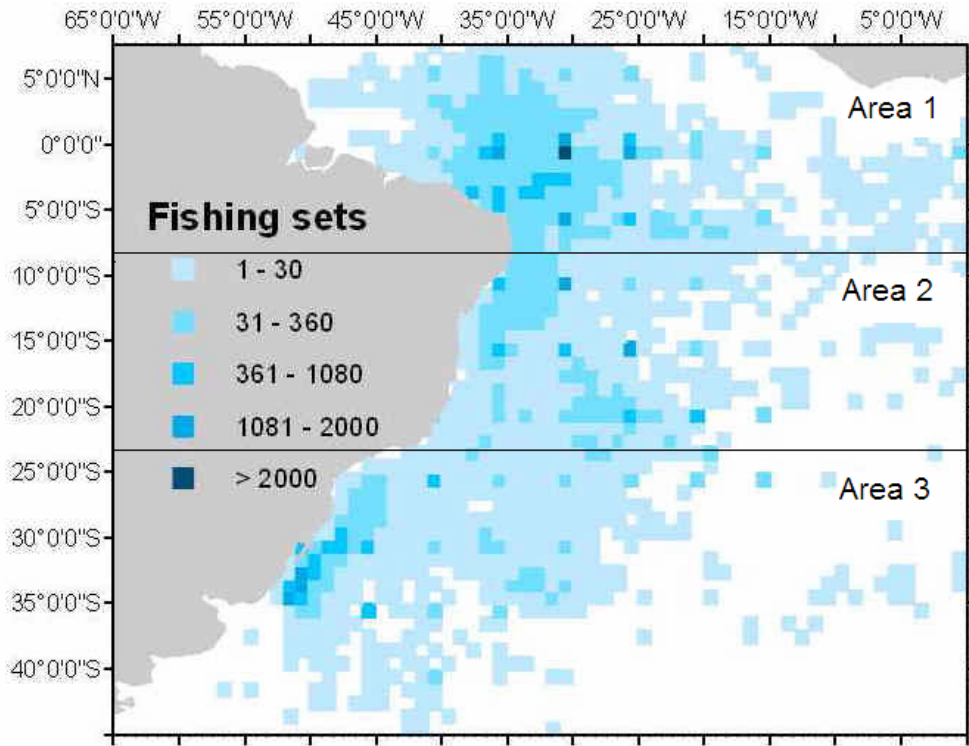 65°0'0"W 55°0'0"W 45°0'0"W 35°0'0"W 25°0'0"W 15°0'0"W 5°0'0"W
5°0'0"N
Area 1
0°0'0"
5°0'0"S
Fishing sets
1 - 30
10°0'0"S
Area 2
31 - 360
15°0'0"S
361 - 1080
20°0'0"S
1081 - 2000
25°0'0"S
> 2000
Area 3
30°0'0"S
35°0'0"S
40°0'0"S